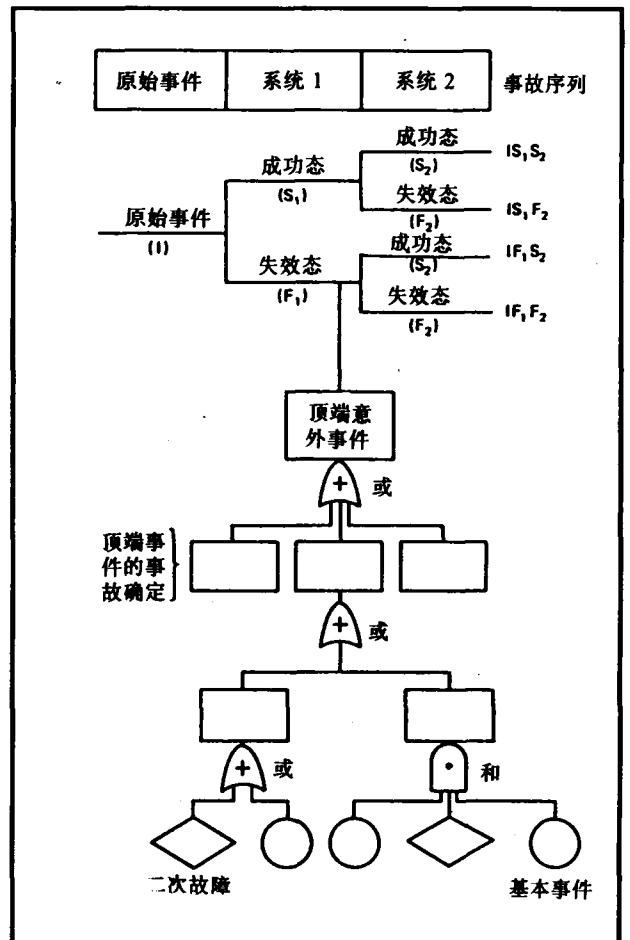 原始事件 系统 1 系统 2 事故序列
成功态
(S₂)
IS₁S₂
成功态
(S₁)
失效态
(F₂)
IS₁F₂
原始事件
(I)
成功态
(S₂)
IF₁S₂
失效态
(F₁)
失效态
(F₂)
IF₁F₂
顶端意
外事件
+ 或
顶端事
件的事
故确定
+ 或
+ 或
• 和
二次故障
基本事件